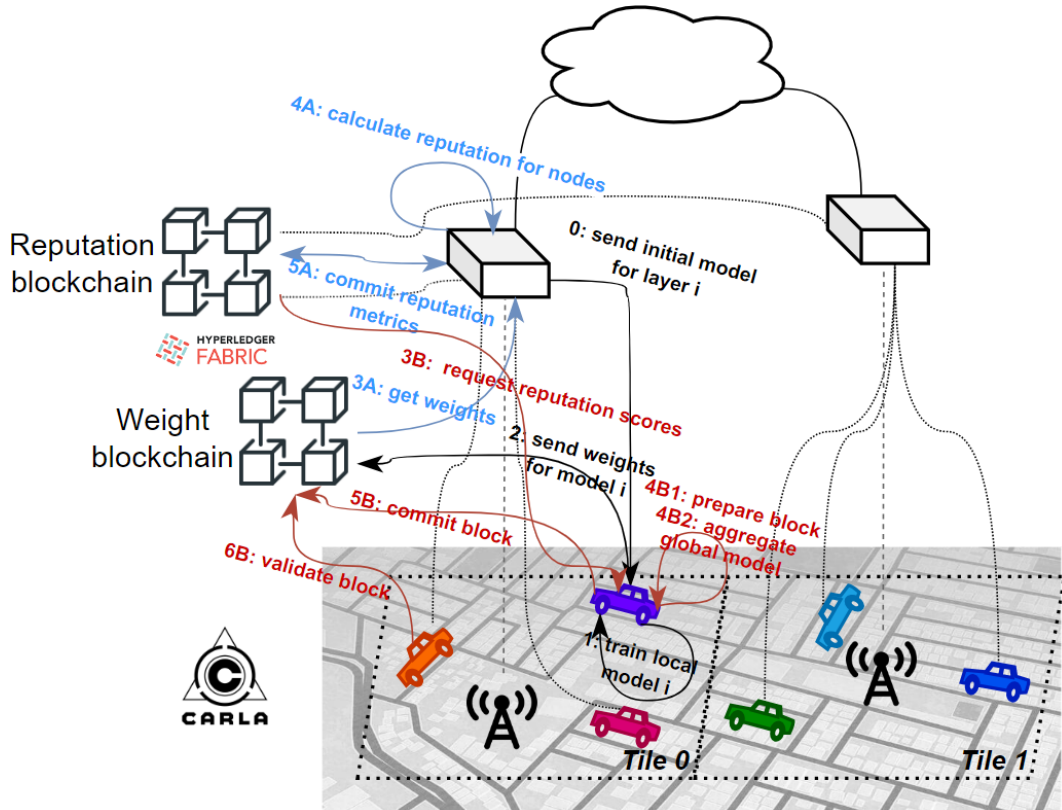 4A: calculate reputation for nodes
Reputation
blockchain
0: send initial model
for layer i
5A: commit reputation
metrics
HYPERLEDGER
FABRIC
3B: request reputation scores
3A: get weights
Weight
blockchain
2: send weights
for model i
4B1: prepare block
4B2: aggregate
global model
5B: commit block
6B: validate block
1: train local
model i
C
CARLA
Tile 0
Tile 1